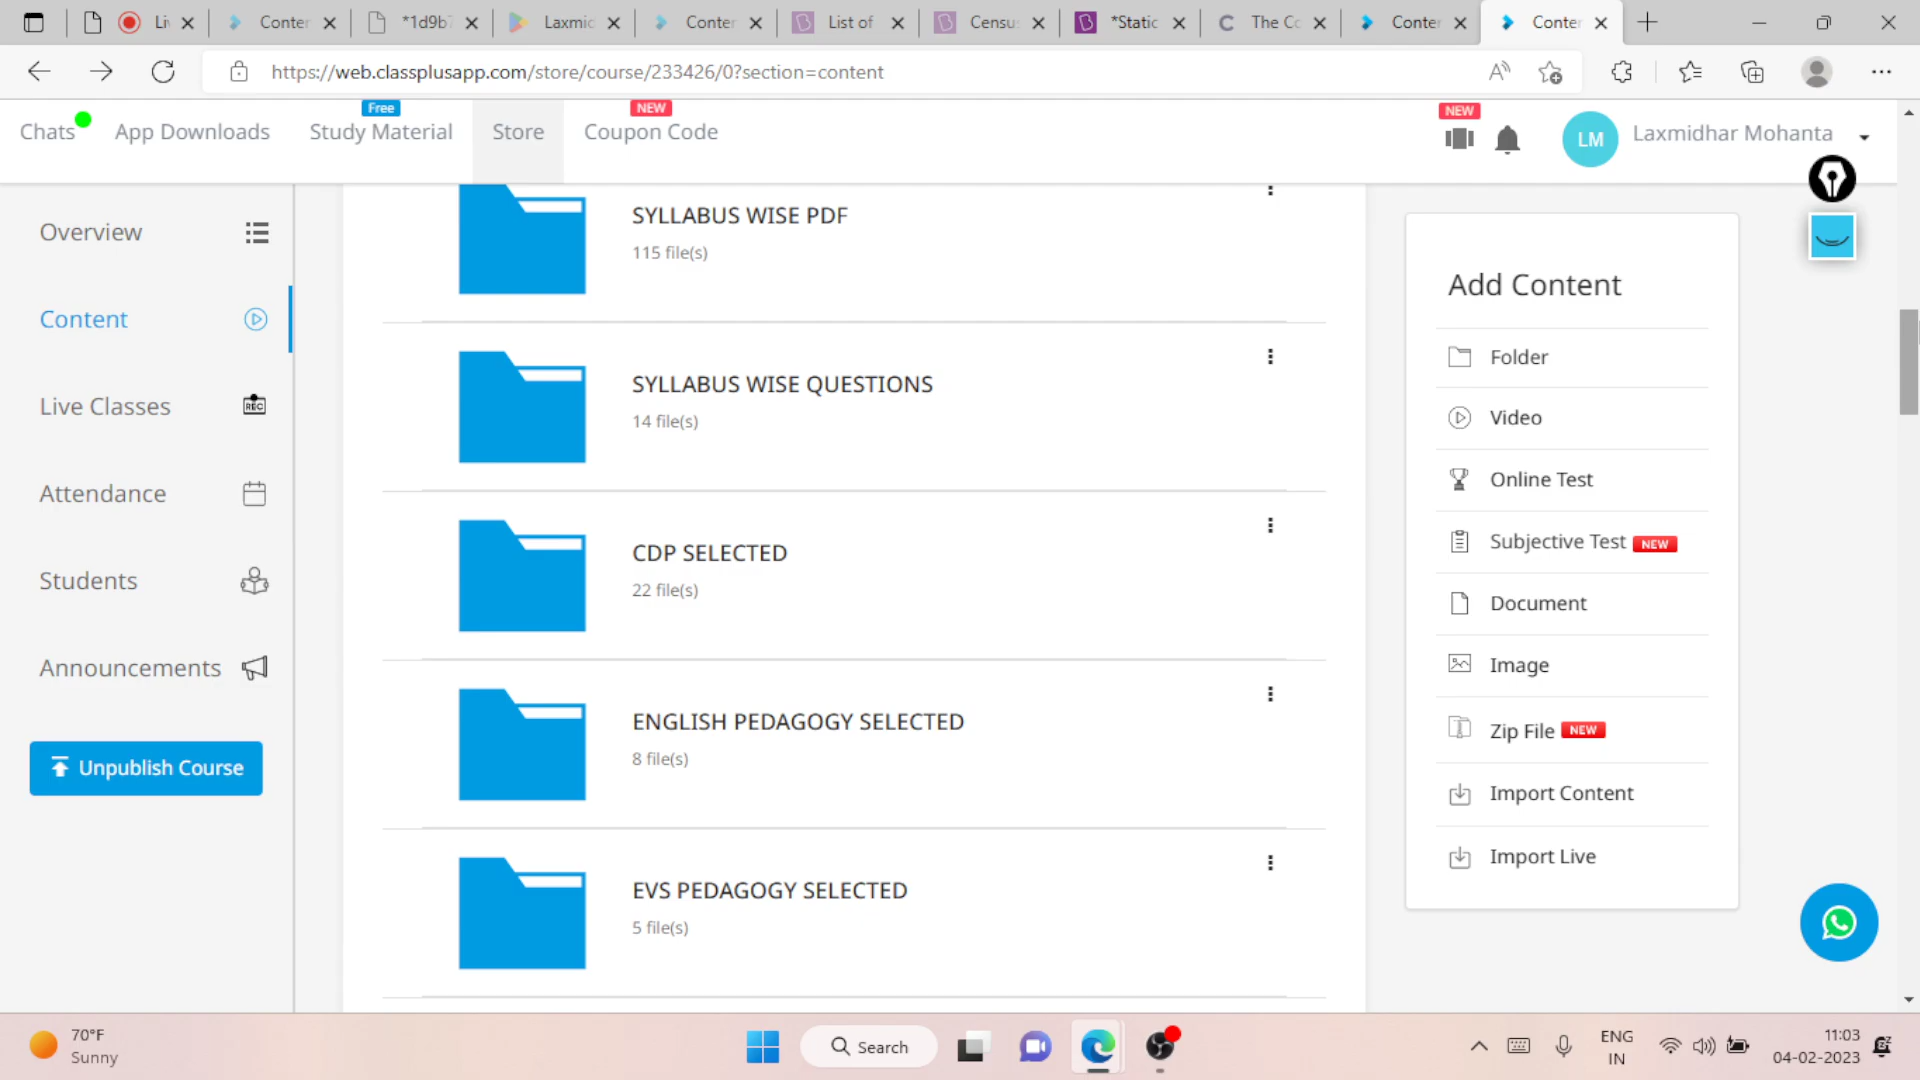 Li
Conter
*1d9b7
Laxmic
Conter
List of
Censu
*Static
The Co
Conter
Conter
https://web.classplusapp.com/store/course/233426/0?section=content
Chats
App Downloads
Free
Study Material
Store
NEW
Coupon Code
NEW
LM
Laxmidhar Mohanta
Overview
Content
Live Classes
REC
Attendance
Students
Announcements
Unpublish Course
SYLLABUS WISE PDF
115 file(s)
SYLLABUS WISE QUESTIONS
14 file(s)
CDP SELECTED
22 file(s)
ENGLISH PEDAGOGY SELECTED
8 file(s)
EVS PEDAGOGY SELECTED
5 file(s)
Add Content
Folder
Video
Online Test
Subjective Test NEW
Document
Image
Zip File NEW
Import Content
Import Live
70°F
Sunny
Search
ENG
IN
11:03
04-02-2023